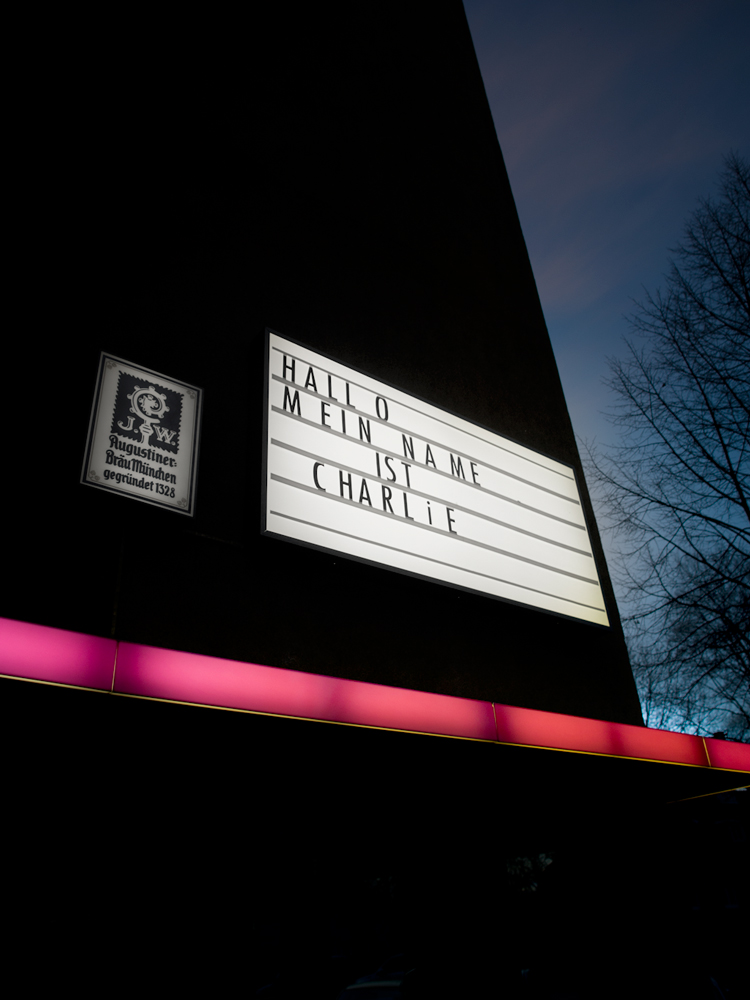 J. W.
Augustiner-
Bräu München
gegründet 1328
HALLO
MEIN NAME
IST
CHARLiE